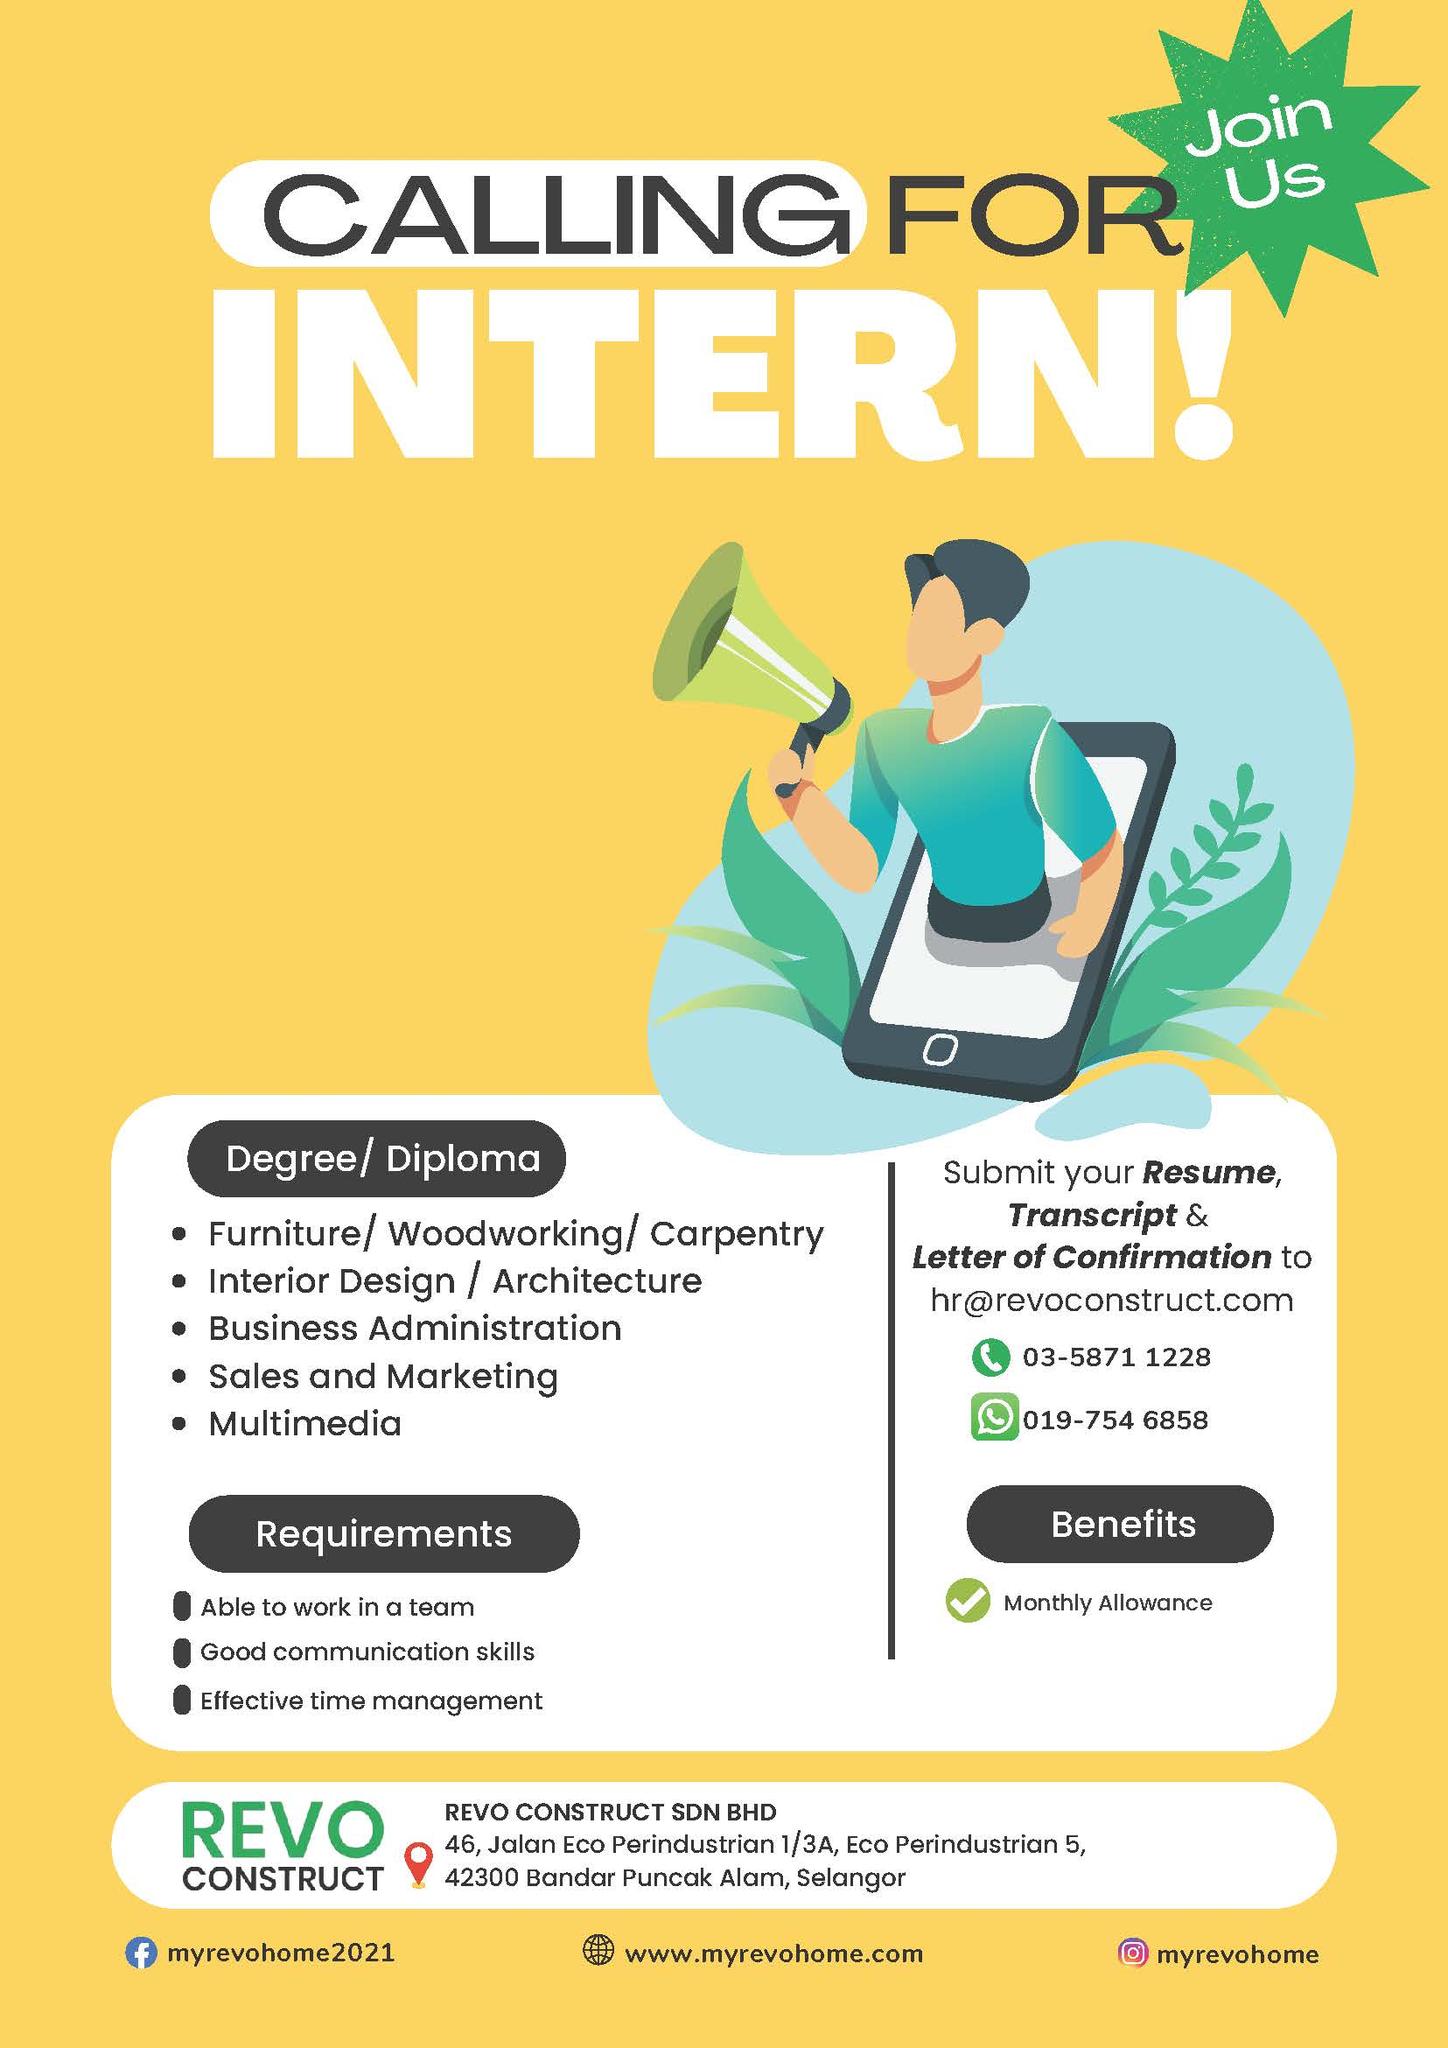 Join
Us
CALLING FOR
INTERN!
Degree/ Diploma
• Furniture/ Woodworking/ Carpentry
• Interior Design / Architecture
• Business Administration
• Sales and Marketing
• Multimedia
Requirements
Able to work in a team
Good communication skills
Effective time management
Submit your Resume,
Transcript &
Letter of Confirmation to
hr@revoconstruct.com
03-5871 1228
019-754 6858
Benefits
Monthly Allowance
REVO
CONSTRUCT
REVO CONSTRUCT SDN BHD
46, Jalan Eco Perindustrian 1/3A, Eco Perindustrian 5,
42300 Bandar Puncak Alam, Selangor
myrevohome2021
www.myrevohome.com
myrevohome